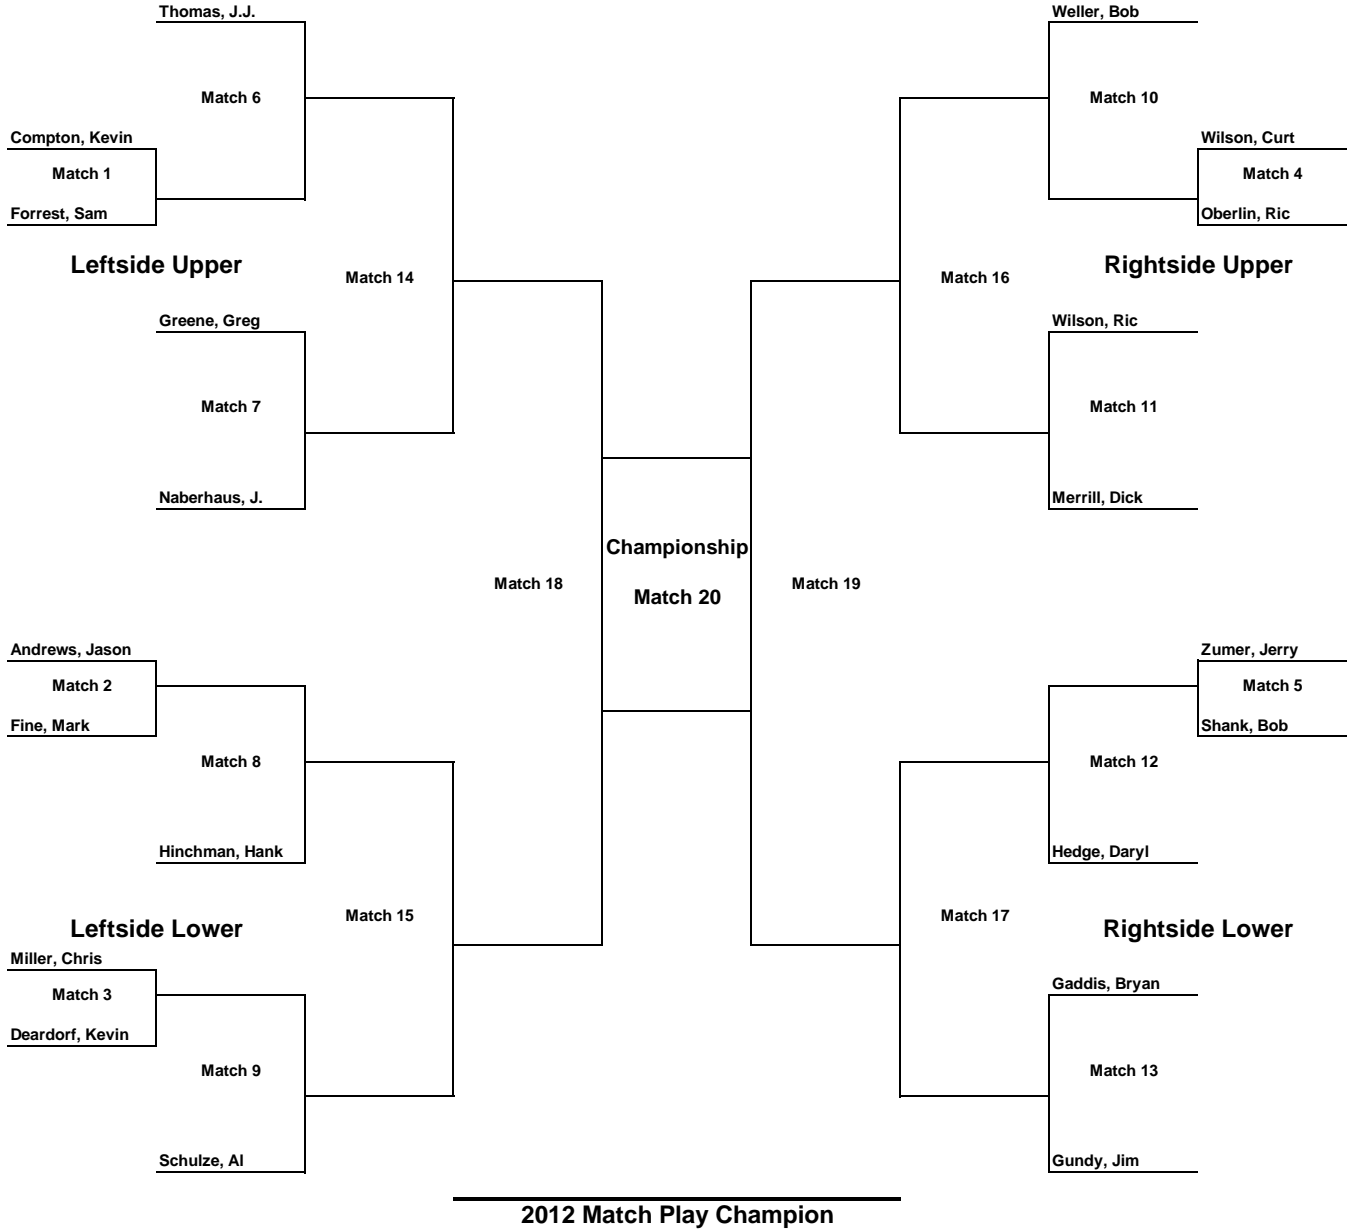 Thomas, J.J.
Weller, Bob
Match 6
Match 10
Compton, Kevin
Wilson, Curt
Match 1
Match 4
Forrest, Sam
Oberlin, Ric
Leftside Upper
Rightside Upper
Match 14
Match 16
Greene, Greg
Wilson, Ric
Match 7
Match 11
Naberhaus, J.
Merrill, Dick
Championship
Match 18
Match 20
Match 19
Andrews, Jason
Zumer, Jerry
Match 2
Match 5
Fine, Mark
Shank, Bob
Match 8
Match 12
Hinchman, Hank
Hedge, Daryl
Match 15
Match 17
Leftside Lower
Rightside Lower
Miller, Chris
Gaddis, Bryan
Match 3
Deardorf, Kevin
Match 9
Match 13
Schulze, Al
Gundy, Jim
2012 Match Play Champion